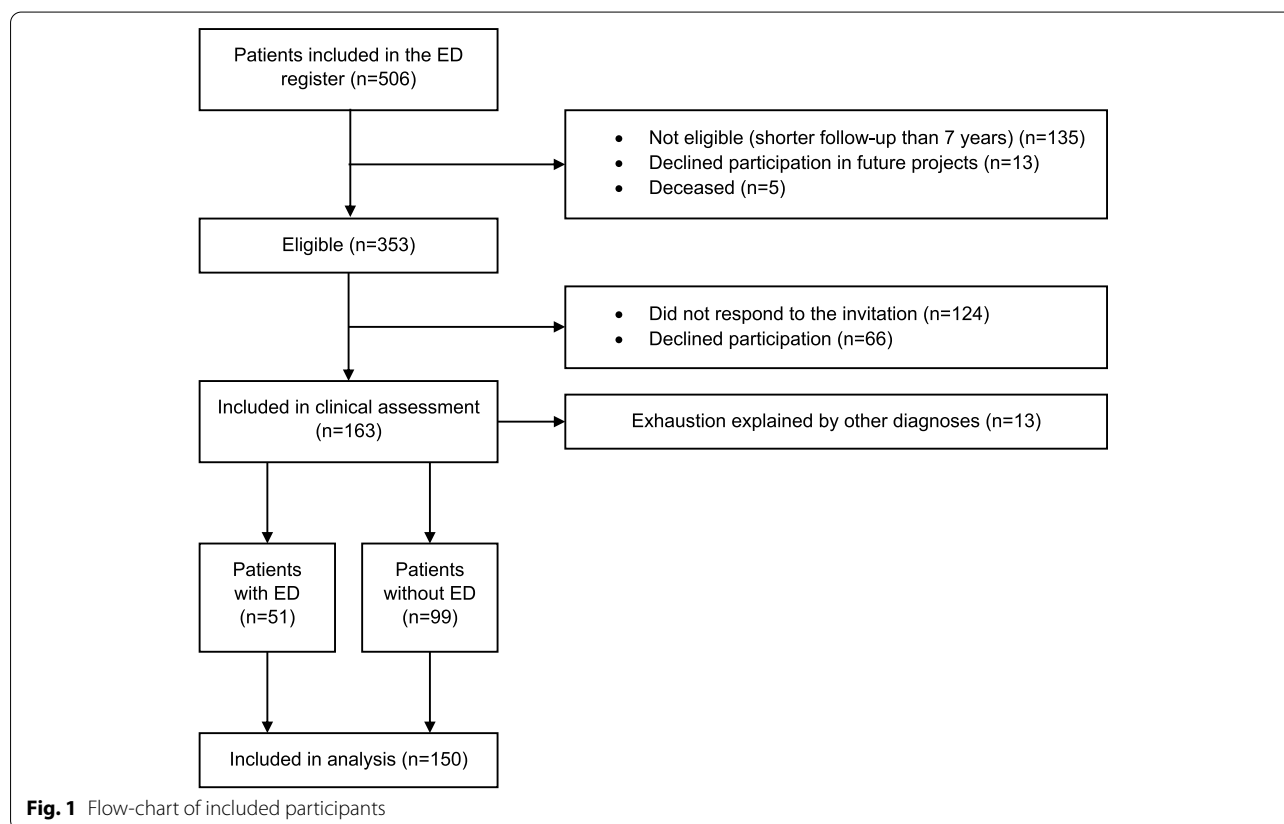 Patients included in the ED
register (n=506)
• Not eligible (shorter follow-up than 7 years) (n=135)
• Declined participation in future projects (n=13)
• Deceased (n=5)
Eligible (n=353)
• Did not respond to the invitation (n=124)
• Declined participation (n=66)
Included in clinical assessment
(n=163)
Exhaustion explained by other diagnoses (n=13)
Patients
with ED
(n=51)
Patients
without ED
(n=99)
Included in analysis (n=150)
Fig. 1 Flow-chart of included participants